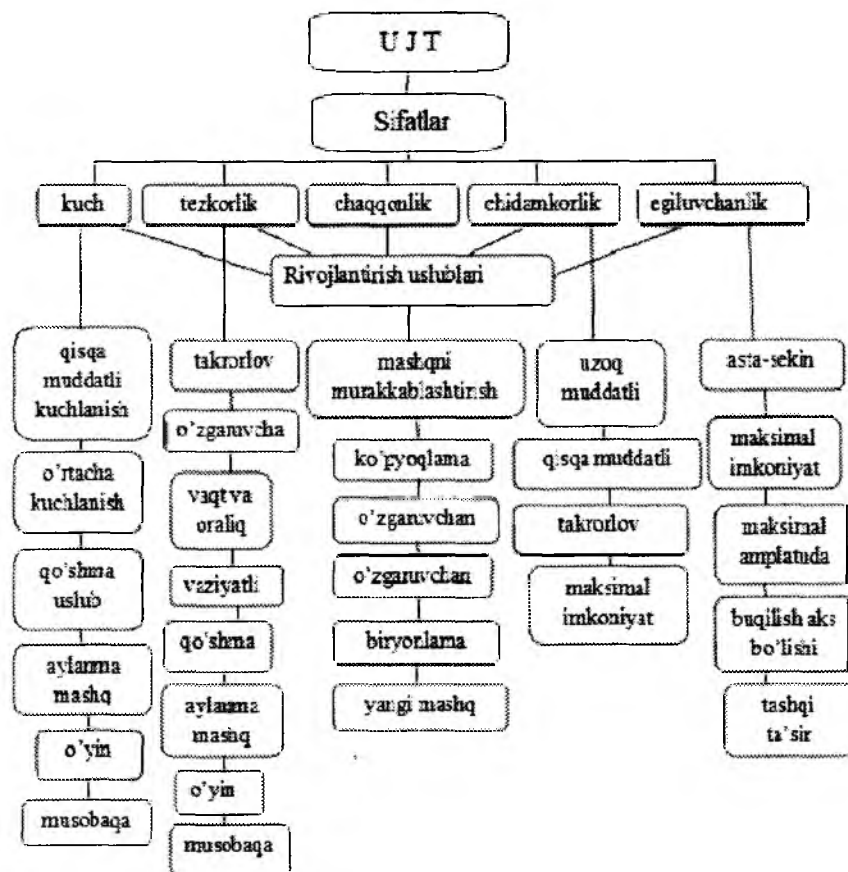 U J T
Sifatlar
kuch
tezkorlik
chaqqonlik
chidamkorlik
egiluvchanlik
Rivojlantirish uslublari
qisqa
muddatli
kuchlanish
o'rtacha
kuchlanish
qo'shma
uslub
aylanma
mashq
o'yin
musobaqa
takrorlov
o'zgaruvcha
vaqt va
oraliq
vaziyatli
qo'shma
aylanma
mashq
o'yin
musobaqa
mashqni
murakkablashtirish
ko'pyoqlama
o'zgaruvchan
o'zgaruvchan
biryonlama
yangi mashq
uzoq
muddatli
qisqa muddatli
takrorlov
maksimal
imkoniyat
asta-sekin
maksimal
imkoniyat
maksimal
amplatuda
buqilish aks
bo'lishi
tashqi
ta'sir